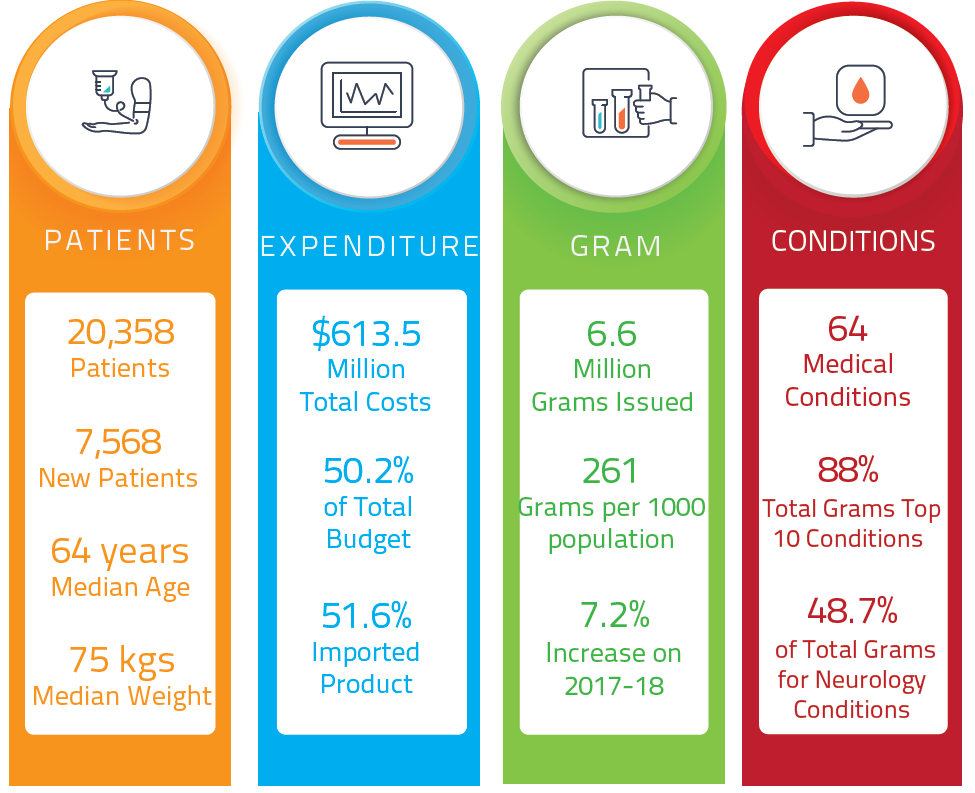 PATIENTS
20,358
Patients
7,568
New Patients
64 years
Median Age
75 kgs
Median Weight
EXPENDITURE
$613.5
Million
Total Costs
50.2%
of Total
Budget
51.6%
Imported
Product
GRAM
6.6
Million
Grams Issued
261
Grams per 1000
population
7.2%
Increase on
2017-18
CONDITIONS
64
Medical
Conditions
88%
Total Grams Top
10 Conditions
48.7%
of Total Grams
for Neurology
Conditions